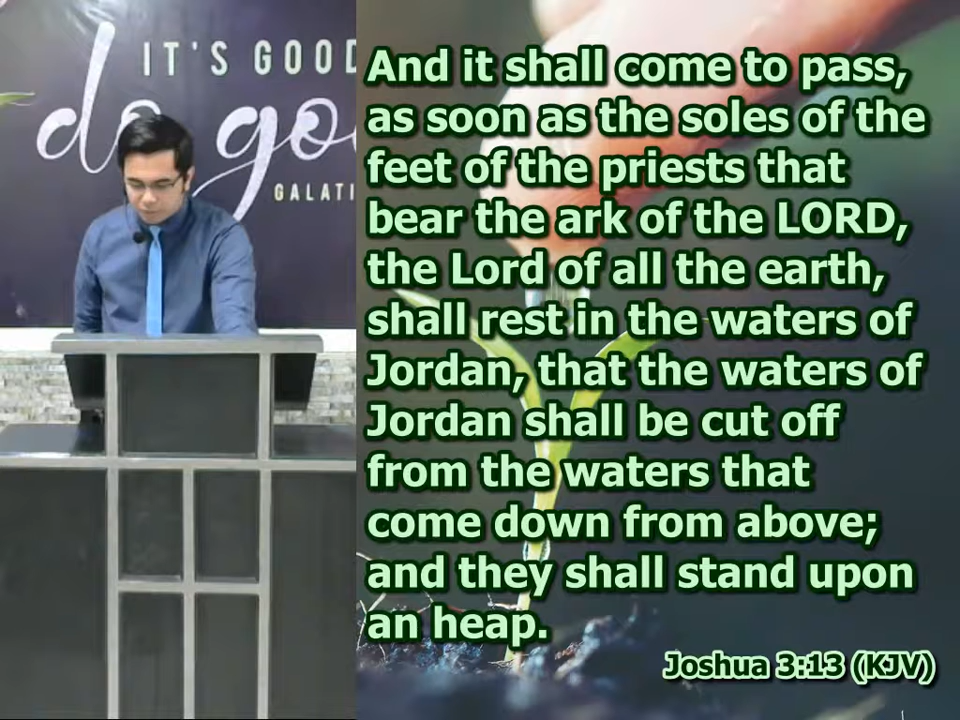 IT'S GOOD
do go
GALATI
And it shall come to pass,
as soon as the soles of the
feet of the priests that
bear the ark of the LORD,
the Lord of all the earth,
shall rest in the waters of
Jordan, that the waters of
Jordan shall be cut off
from the waters that
come down from above;
and they shall stand upon
an heap.
Joshua 3:13 (KJV)